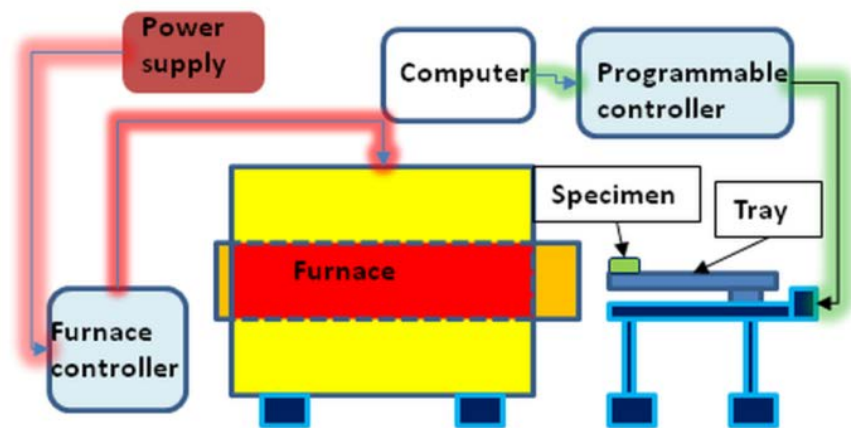 Power
supply
Computer
Programmable
controller
Specimen
Tray
Furnace
Furnace
controller